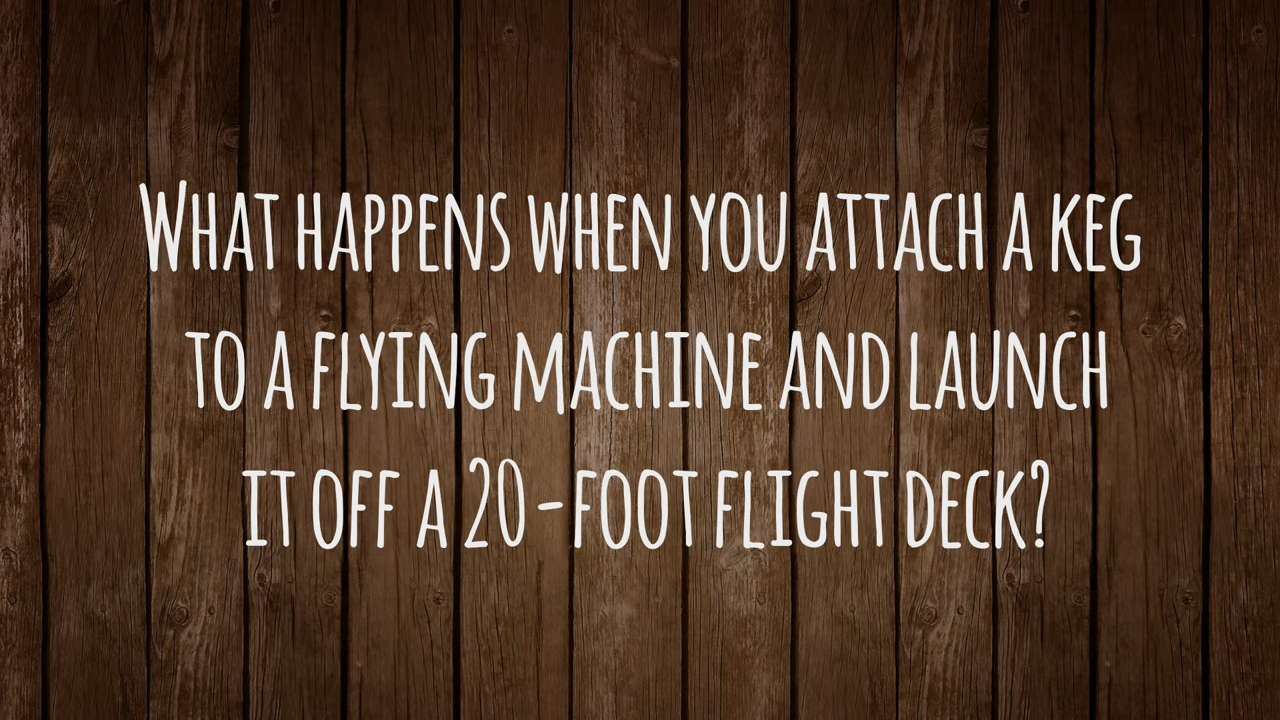 What happens when you attach a keg
to a flying machine and launch
it off a 20-foot flight deck?